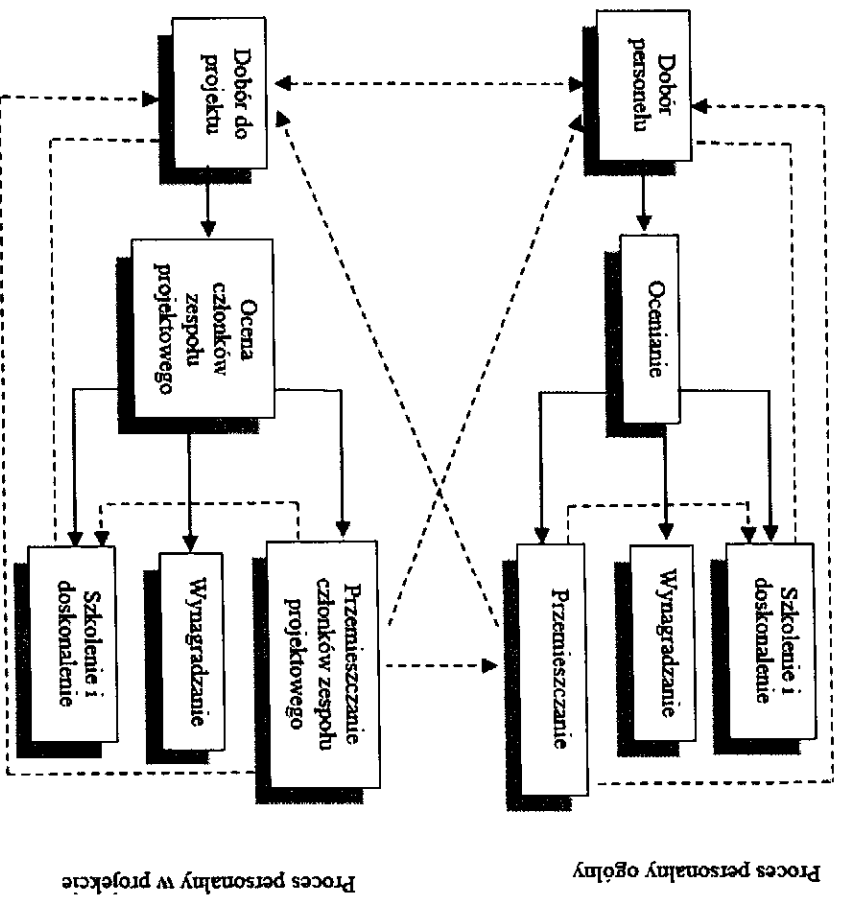 Proces personalny ogólny
Dobór
personelu
Ocenianie
Szkolenie i
doskonalenie
Wynagradzanie
Przemieszczanie
Proces personalny w projekcie
Dobór do
projektu
Ocena
członków
zespołu
projektowego
Przemieszczanie
członków zespołu
projektowego
Wynagradzanie
Szkolenie i
doskonalenie